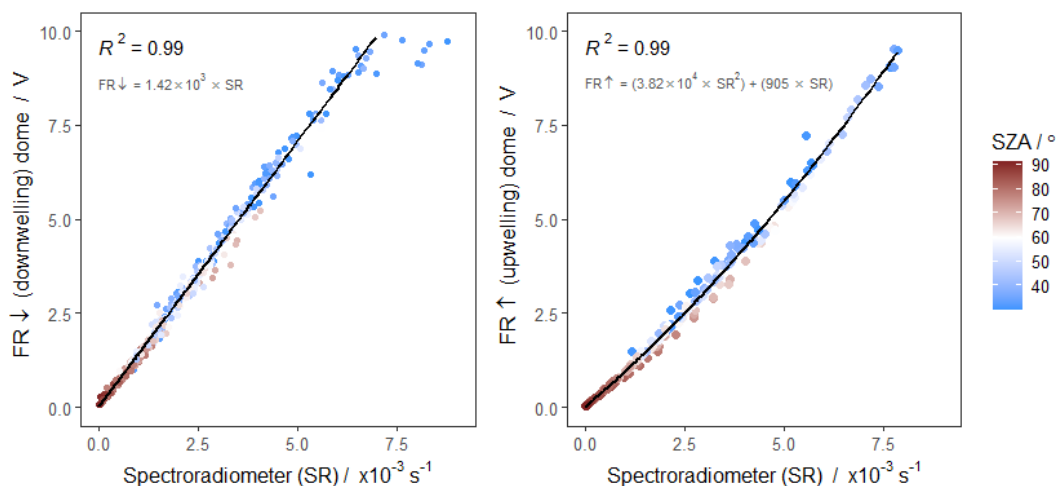 R² = 0.99
FR↓ = 1.42×10³ × SR
10.0
7.5
5.0
2.5
0.0
FR ↓ (downwelling) dome / V
0.0 2.5 5.0 7.5
Spectroradiometer (SR) / x10⁻³ s⁻¹
R² = 0.99
FR↑ = (3.82×10⁴ × SR²) + (905 × SR)
10.0
7.5
5.0
2.5
0.0
FR ↑ (upwelling) dome / V
0.0 2.5 5.0 7.5
Spectroradiometer (SR) / x10⁻³ s⁻¹
SZA / °
90
80
70
60
50
40